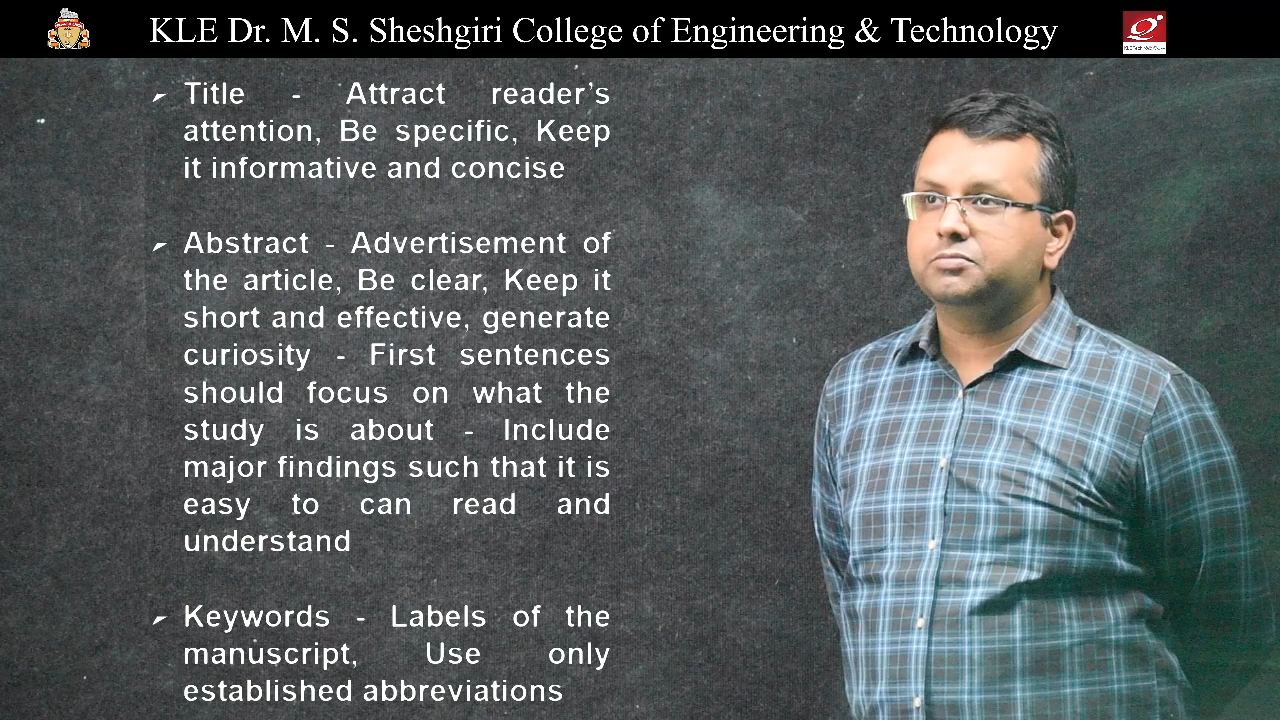 KLE Dr. M. S. Sheshgiri College of Engineering & Technology
Title - Attract reader's
attention, Be specific, Keep
it informative and concise
Abstract - Advertisement of
the article, Be clear, Keep it
short and effective, generate
curiosity - First sentences
should focus on what the
study is about - Include
major findings such that it is
easy to can read and
understand
Keywords - Labels of the
manuscript, Use only
established abbreviations